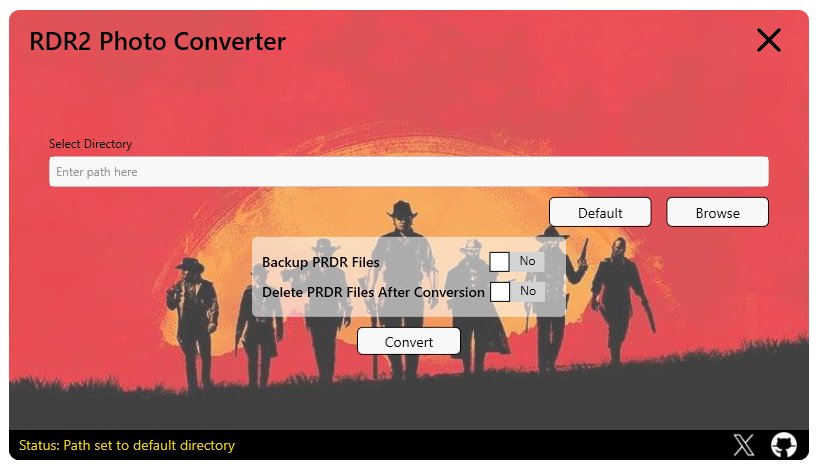 RDR2 Photo Converter
Select Directory
Enter path here
Default
Browse
Backup PRDR Files
No
Delete PRDR Files After Conversion
No
Convert
Status: Path set to default directory